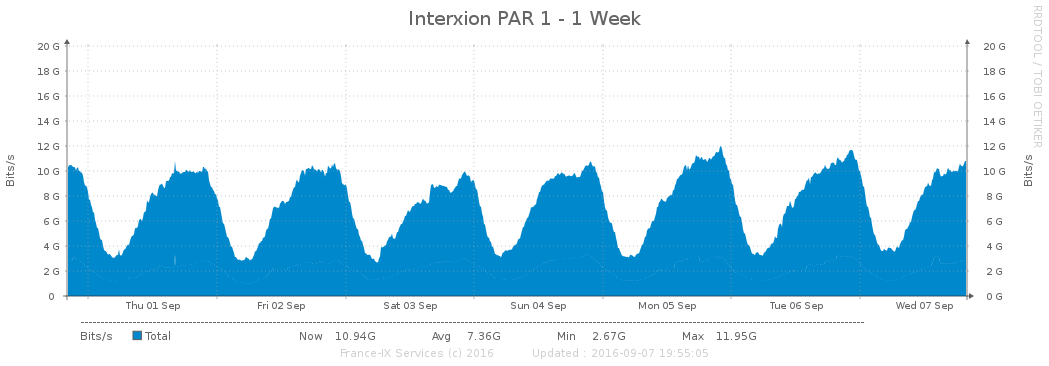 Interxion PAR 1 - 1 Week
RRDTOOL / TOBI OETIKER
Bits/s
20 G 20 G
18 G 18 G
16 G 16 G
14 G 14 G
12 G 12 G
10 G 10 G
8 G 8 G
6 G 6 G
4 G 4 G
2 G 2 G
0 0 G
Bits/s
Thu 01 Sep Fri 02 Sep Sat 03 Sep Sun 04 Sep Mon 05 Sep Tue 06 Sep Wed 07 Sep
Bits/s Total Now 10.94G Avg 7.36G Min 2.67G Max 11.95G
France-IX Services (c) 2016 Updated : 2016-09-07 19:55:05